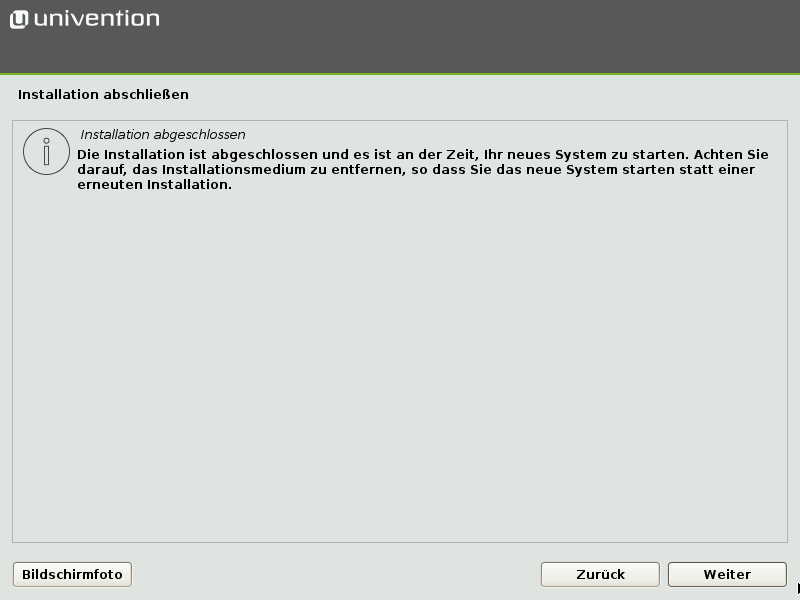 univention
Installation abschließen
Installation abgeschlossen
Die Installation ist abgeschlossen und es ist an der Zeit, Ihr neues System zu starten. Achten Sie
darauf, das Installationsmedium zu entfernen, so dass Sie das neue System starten statt einer
erneuten Installation.
Bildschirmfoto
Zurück
Weiter